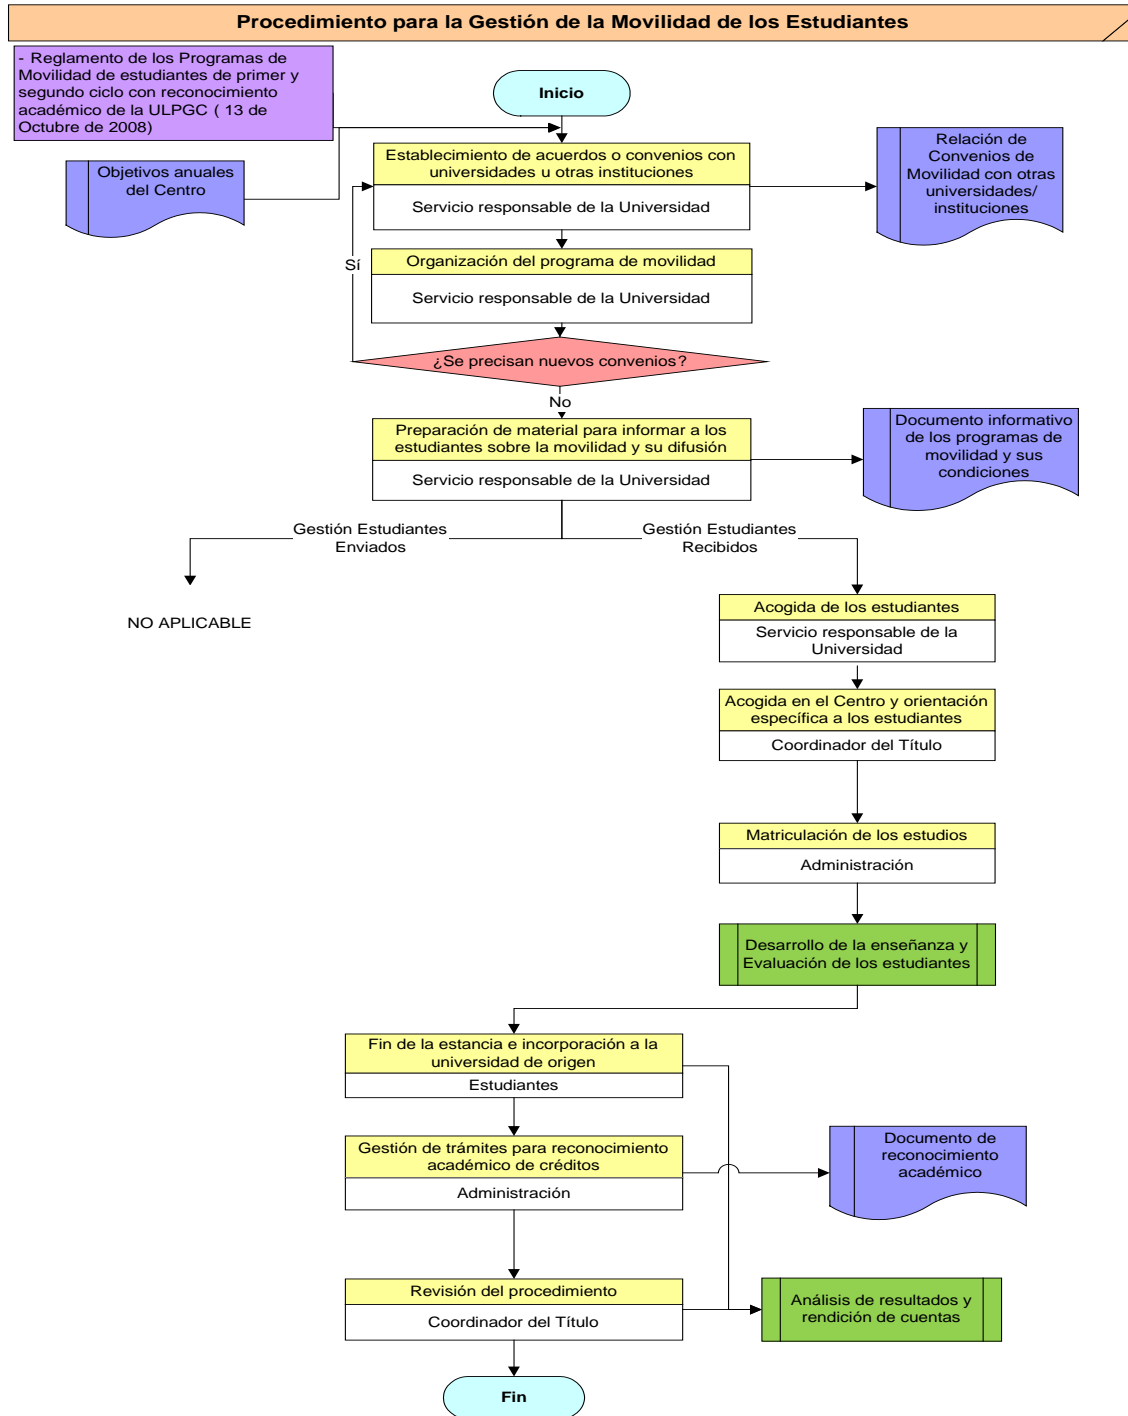 Procedimiento para la Gestión de la Movilidad de los Estudiantes
- Reglamento de los Programas de
Movilidad de estudiantes de primer y
segundo ciclo con reconocimiento
académico de la ULPGC ( 13 de
Octubre de 2008)
Inicio
Objetivos anuales
del Centro
Establecimiento de acuerdos o convenios con
universidades u otras instituciones
Servicio responsable de la Universidad
Relación de
Convenios de
Movilidad con otras
universidades/
instituciones
Sí
Organización del programa de movilidad
Servicio responsable de la Universidad
¿Se precisan nuevos convenios?
No
Preparación de material para informar a los
estudiantes sobre la movilidad y su difusión
Servicio responsable de la Universidad
Documento informativo
de los programas de
movilidad y sus
condiciones
Gestión Estudiantes
Enviados
Gestión Estudiantes
Recibidos
NO APLICABLE
Acogida de los estudiantes
Servicio responsable de la
Universidad
Acogida en el Centro y orientación
específica a los estudiantes
Coordinador del Título
Matriculación de los estudios
Administración
Desarrollo de la enseñanza y
Evaluación de los estudiantes
Fin de la estancia e incorporación a la
universidad de origen
Estudiantes
Gestión de trámites para reconocimiento
académico de créditos
Administración
Documento de
reconocimiento
académico
Revisión del procedimiento
Coordinador del Título
Análisis de resultados y
rendición de cuentas
Fin